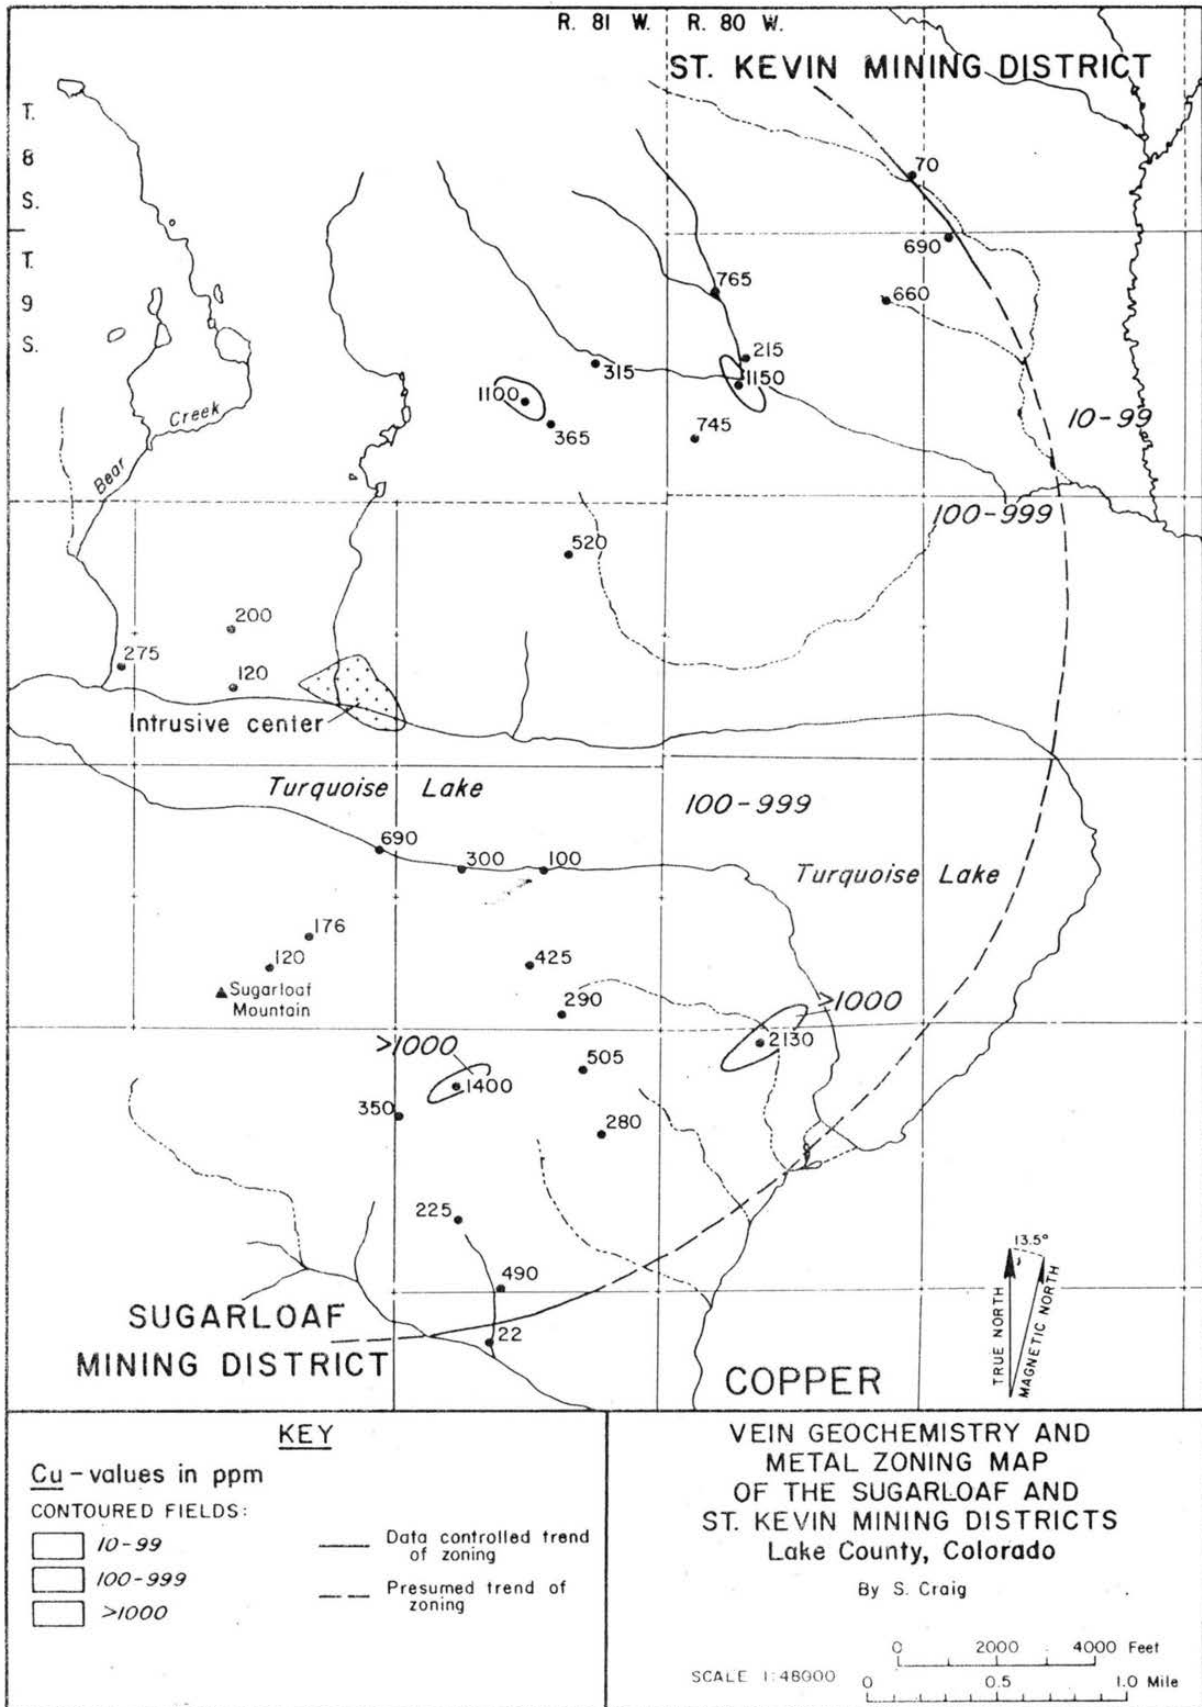 R. 81 W. R. 80 W.
ST. KEVIN MINING DISTRICT
T.
8
S.
T.
9
S.
70
690
765
660
215
315
1150
1100
365
745
10-99
Creek
Bear
100-999
520
200
275
120
Intrusive center
Turquoise Lake
100-999
690
300
100
Turquoise Lake
176
120
425
Sugarloaf
Mountain
290
>1000
2130
>1000
505
1400
350
280
225
13.5°
490
TRUE NORTH
MAGNETIC NORTH
22
SUGARLOAF
MINING DISTRICT
COPPER
KEY
Cu - values in ppm
CONTOURED FIELDS:
10-99
100-999
>1000
Data controlled trend
of zoning
Presumed trend of
zoning
VEIN GEOCHEMISTRY AND
METAL ZONING MAP
OF THE SUGARLOAF AND
ST. KEVIN MINING DISTRICTS
Lake County, Colorado
By S. Craig
SCALE 1:48000
0 2000 4000 Feet
0 0.5 1.0 Mile